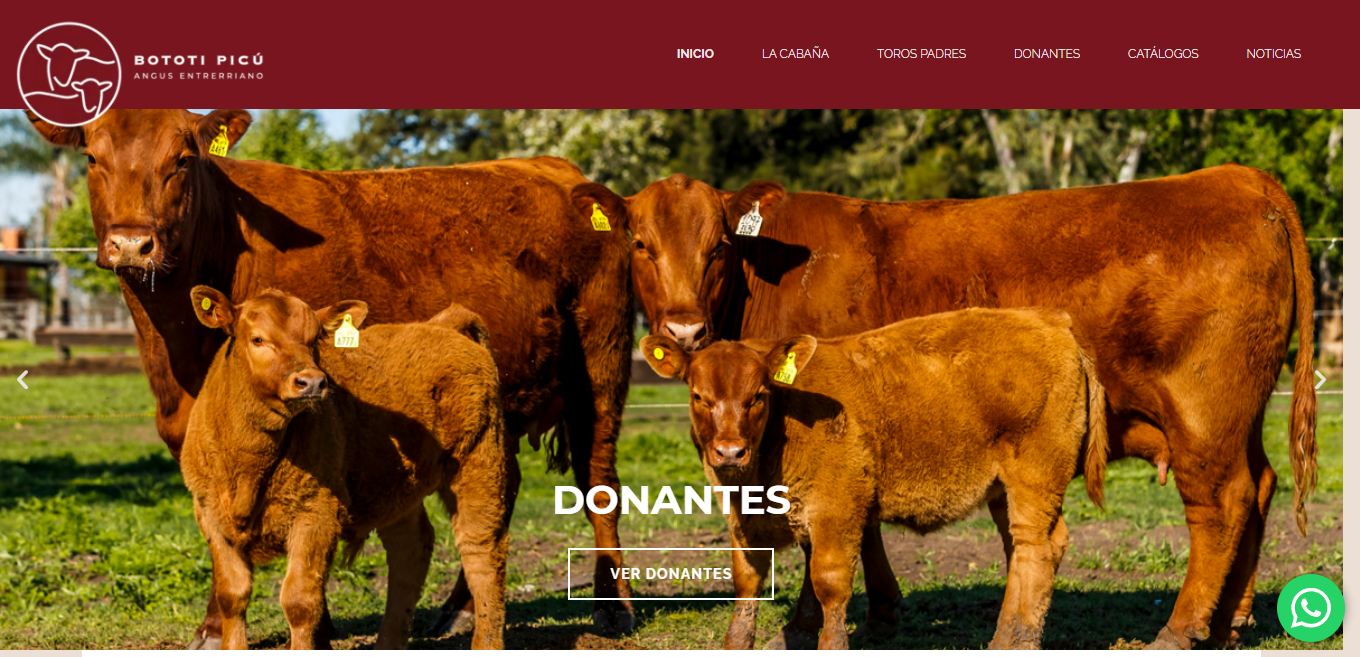 BOTOTI PICÚ
ANGUS ENTRERRIANO
INICIO LA CABAÑA TOROS PADRES DONANTES CATÁLOGOS NOTICIAS
DONANTES
VER DONANTES